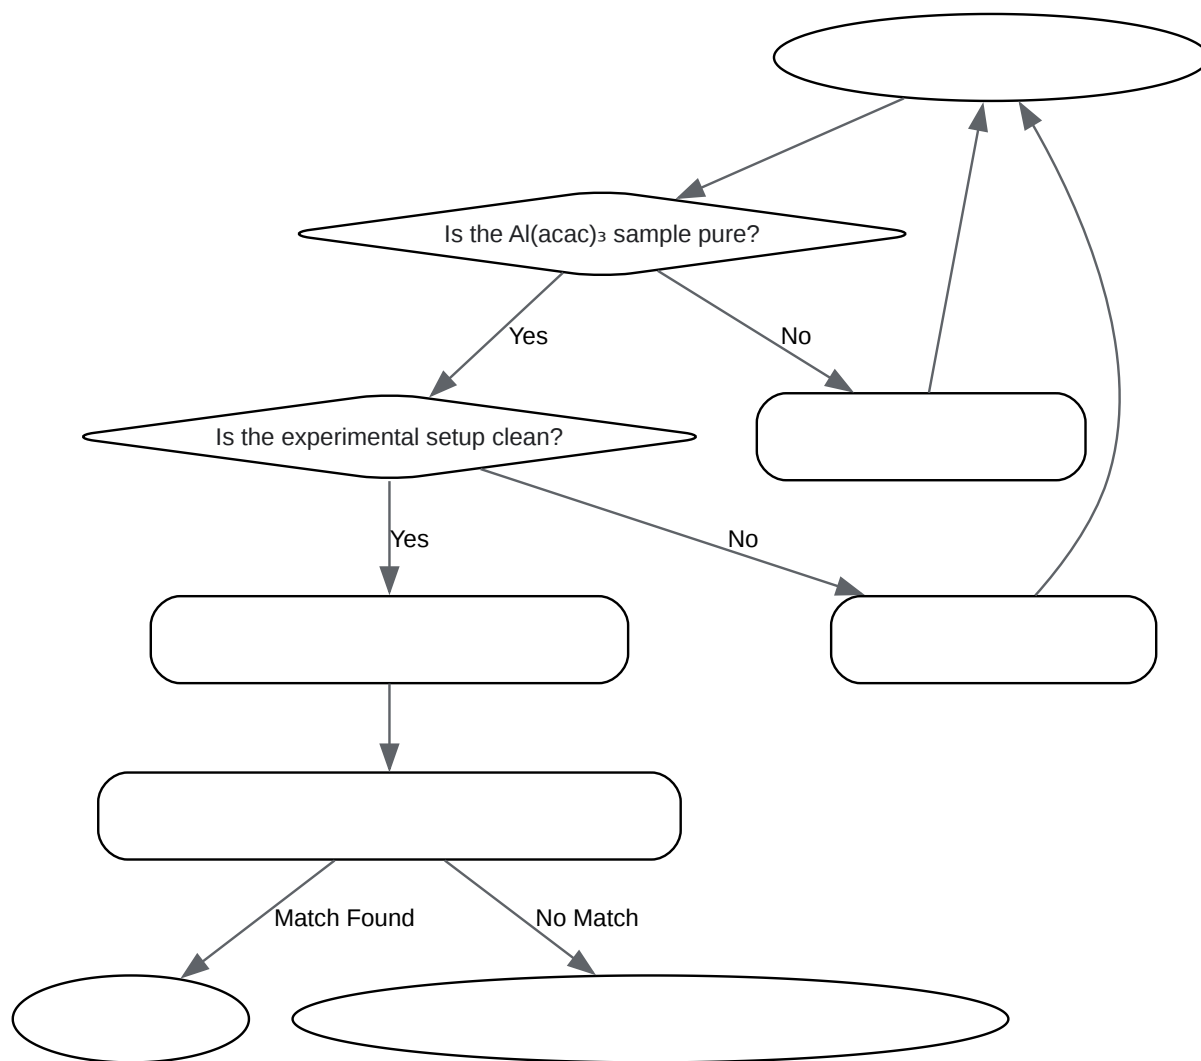 Is the Al(acac)₃ sample pure?
Yes
No
Is the experimental setup clean?
Yes
No
Match Found
No Match